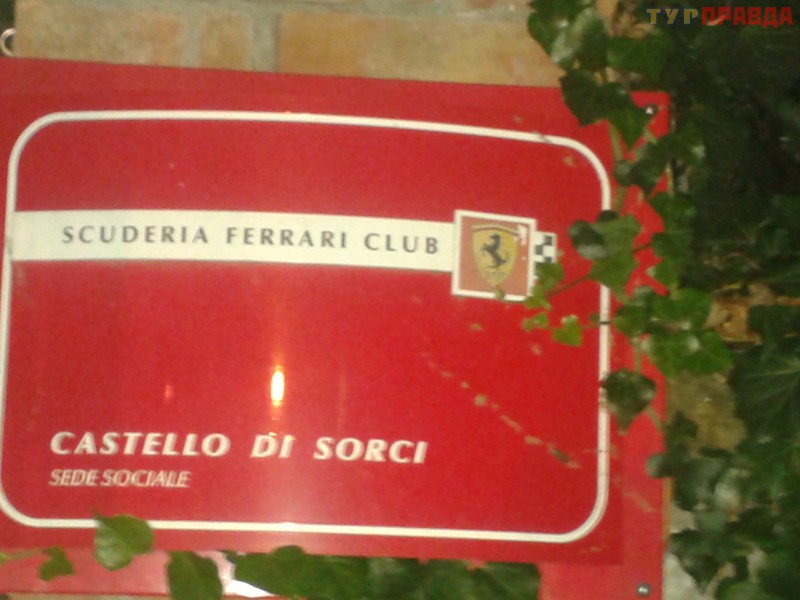 ТУРПРАВДА
SCUDERIA FERRARI CLUB
CASTELLO DI SORCI
SEDE SOCIALE